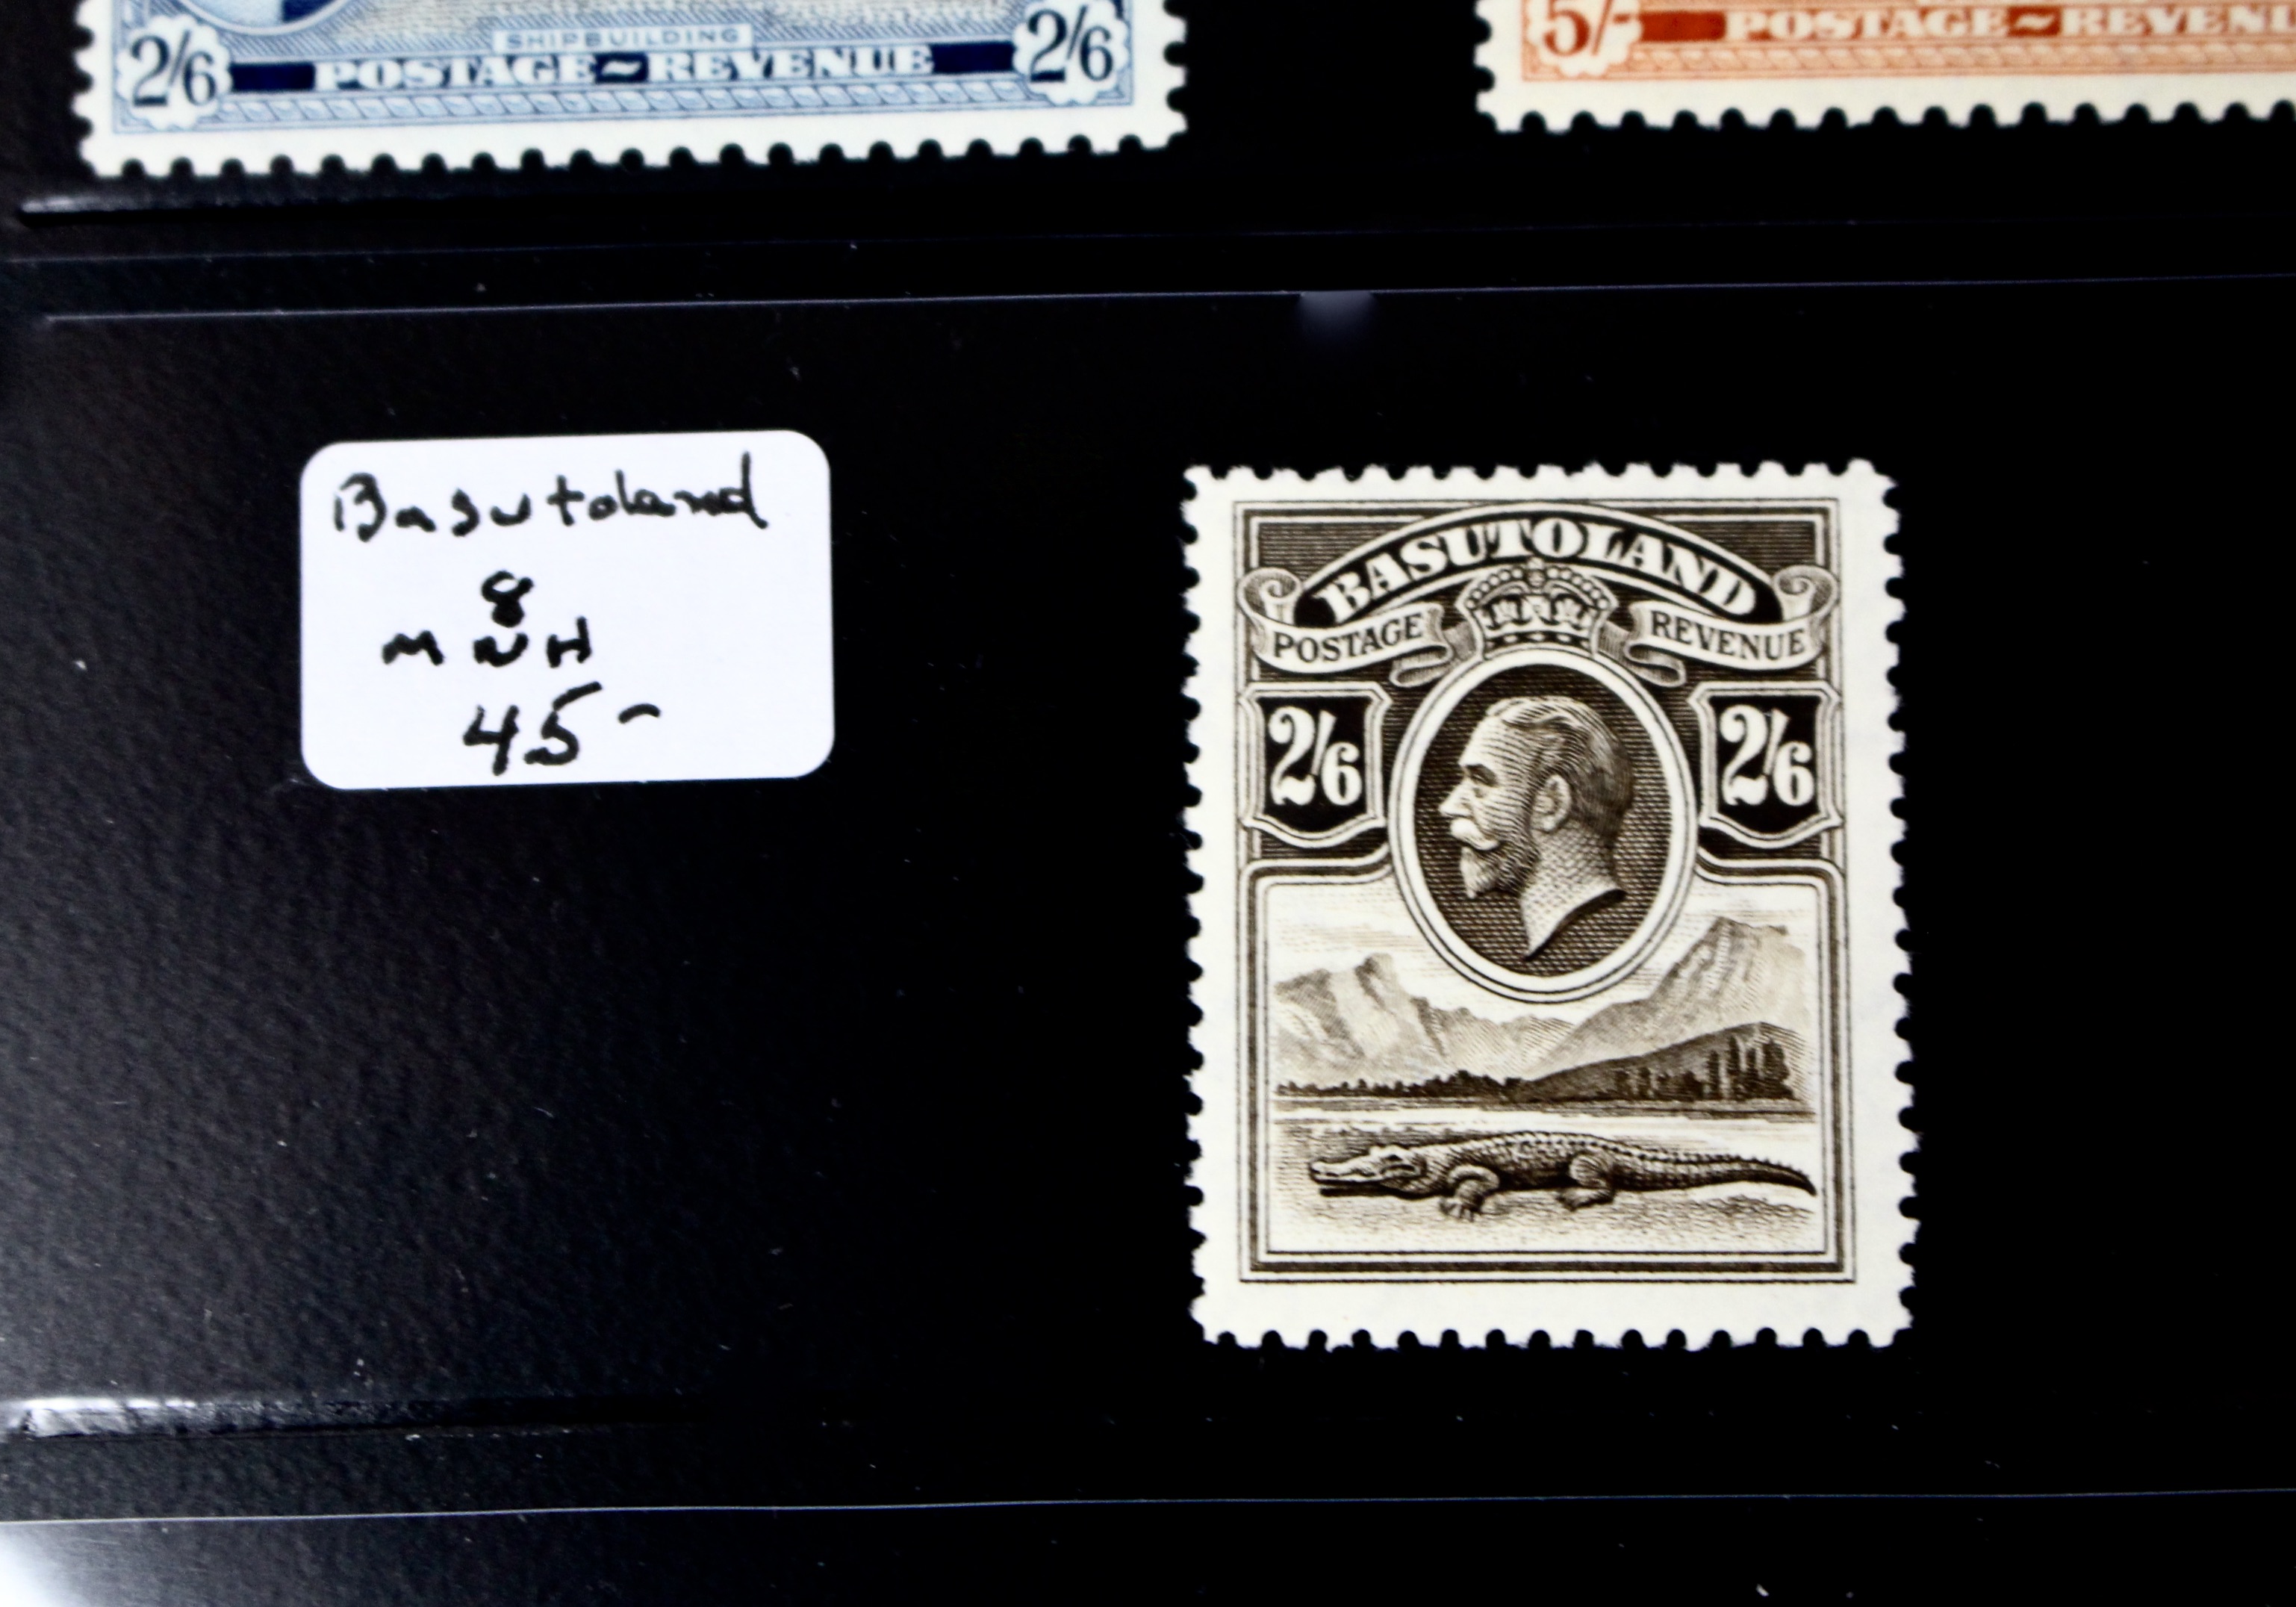 SHIPBUILDING
2/6 POSTAGE~REVENUE 2/6
5/- POSTAGE~REVENU
Basutoland
8
MNH
45-
BASUTOLAND
POSTAGE REVENUE
2/6 2/6